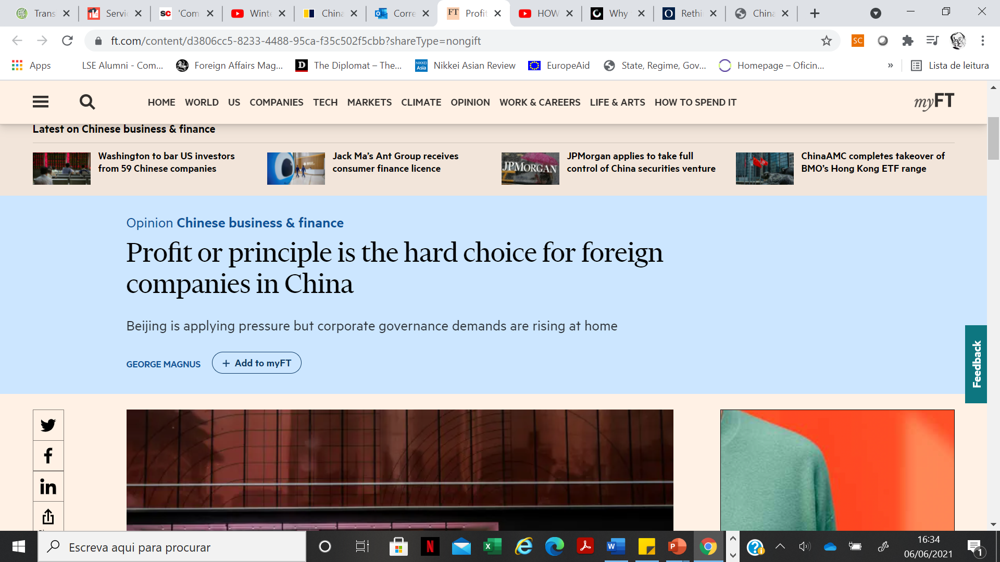 Trans
Servi
sc 'Com
Winte
China
Corre
FT Profit
HOW
Why
O Rethi
China
ft.com/content/d3806cc5-8233-4488-95ca-f35c502f5cbb?shareType=nongift
SC
Apps
LSE Alumni - Com...
Foreign Affairs Mag...
D The Diplomat – The...
NIKKEI Asia Nikkei Asian Review
EuropeAid
State, Regime, Gov...
Homepage – Oficin...
»
Lista de leitura
HOME WORLD US COMPANIES TECH MARKETS CLIMATE OPINION WORK & CAREERS LIFE & ARTS HOW TO SPEND IT
myFT
Latest on Chinese business & finance
Washington to bar US investors
from 59 Chinese companies
Jack Ma’s Ant Group receives
consumer finance licence
JPMORGAN
JPMorgan applies to take full
control of China securities venture
ChinaAMC completes takeover of
BMO’s Hong Kong ETF range
Opinion Chinese business & finance
Profit or principle is the hard choice for foreign
companies in China
Beijing is applying pressure but corporate governance demands are rising at home
GEORGE MAGNUS
+ Add to myFT
Feedback
Escreva aqui para procurar
16:34
06/06/2021
1